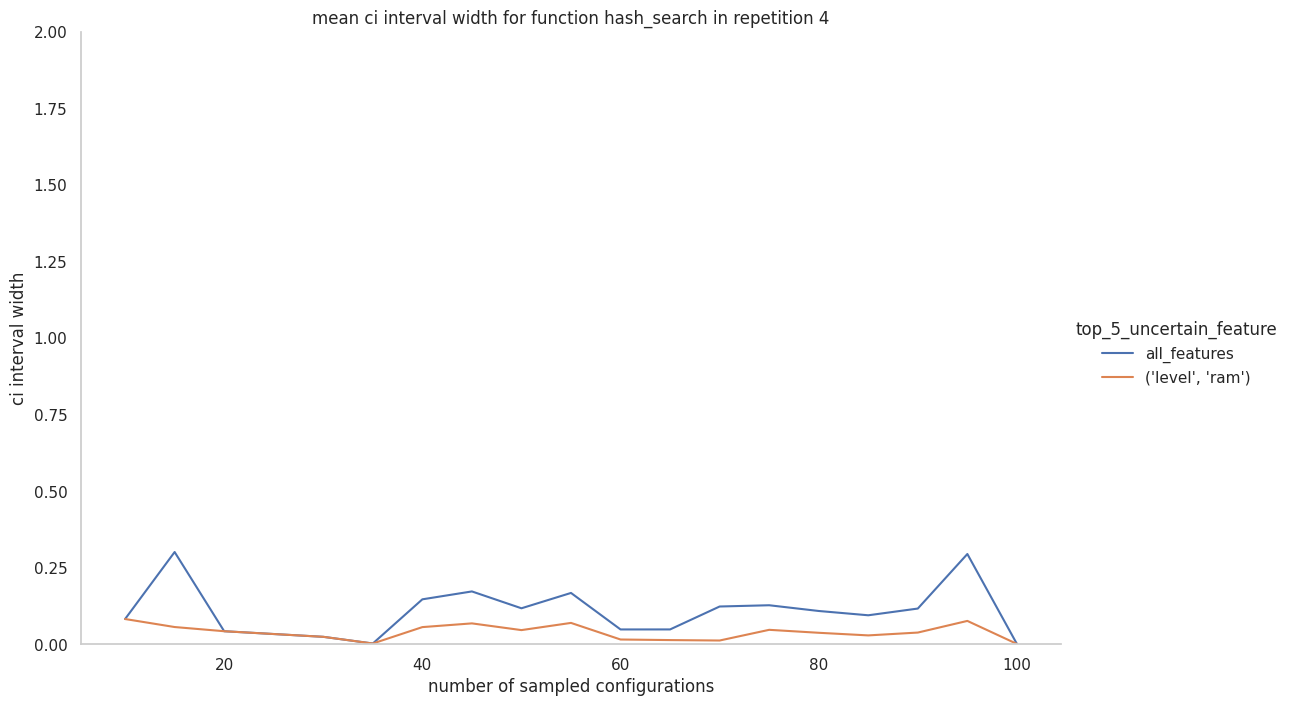 mean ci interval width for function hash_search in repetition 4
2.00
1.75
1.50
1.25
1.00
0.75
0.50
0.25
0.00
ci interval width
20
40
60
80
100
number of sampled configurations
top_5_uncertain_feature
all_features
('level', 'ram')